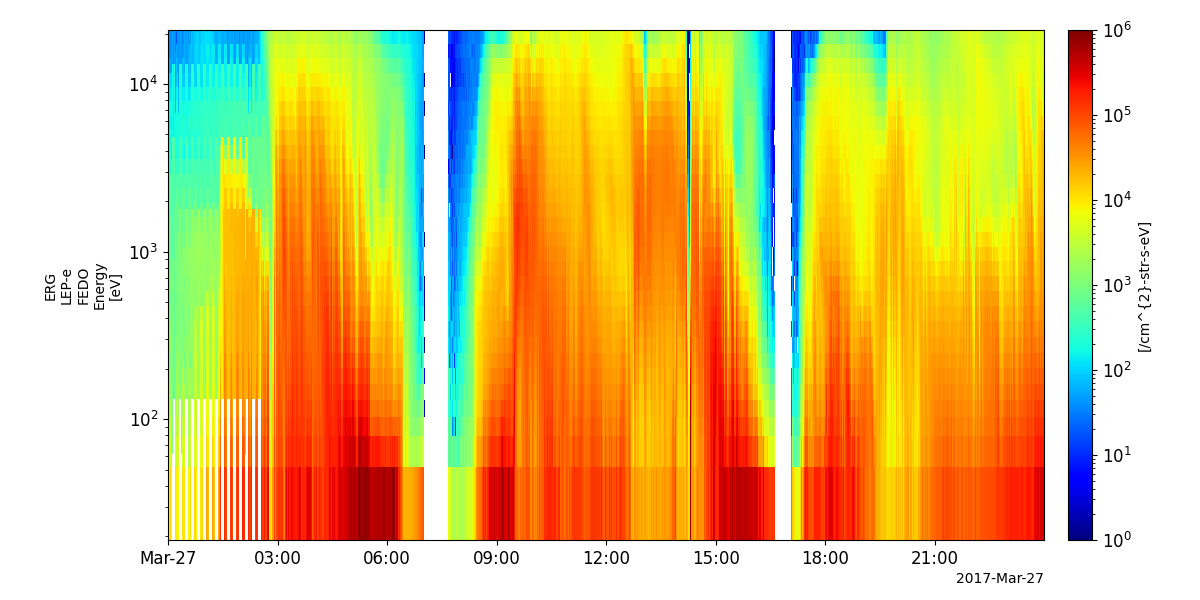 ERG
LEP-e
FEDO
Energy
[eV]
10^4
10^3
10^2
Mar-27 03:00 06:00 09:00 12:00 15:00 18:00 21:00
2017-Mar-27
10^6
10^5
10^4
10^3
10^2
10^1
10^0
[/cm^{2}-str-s-eV]